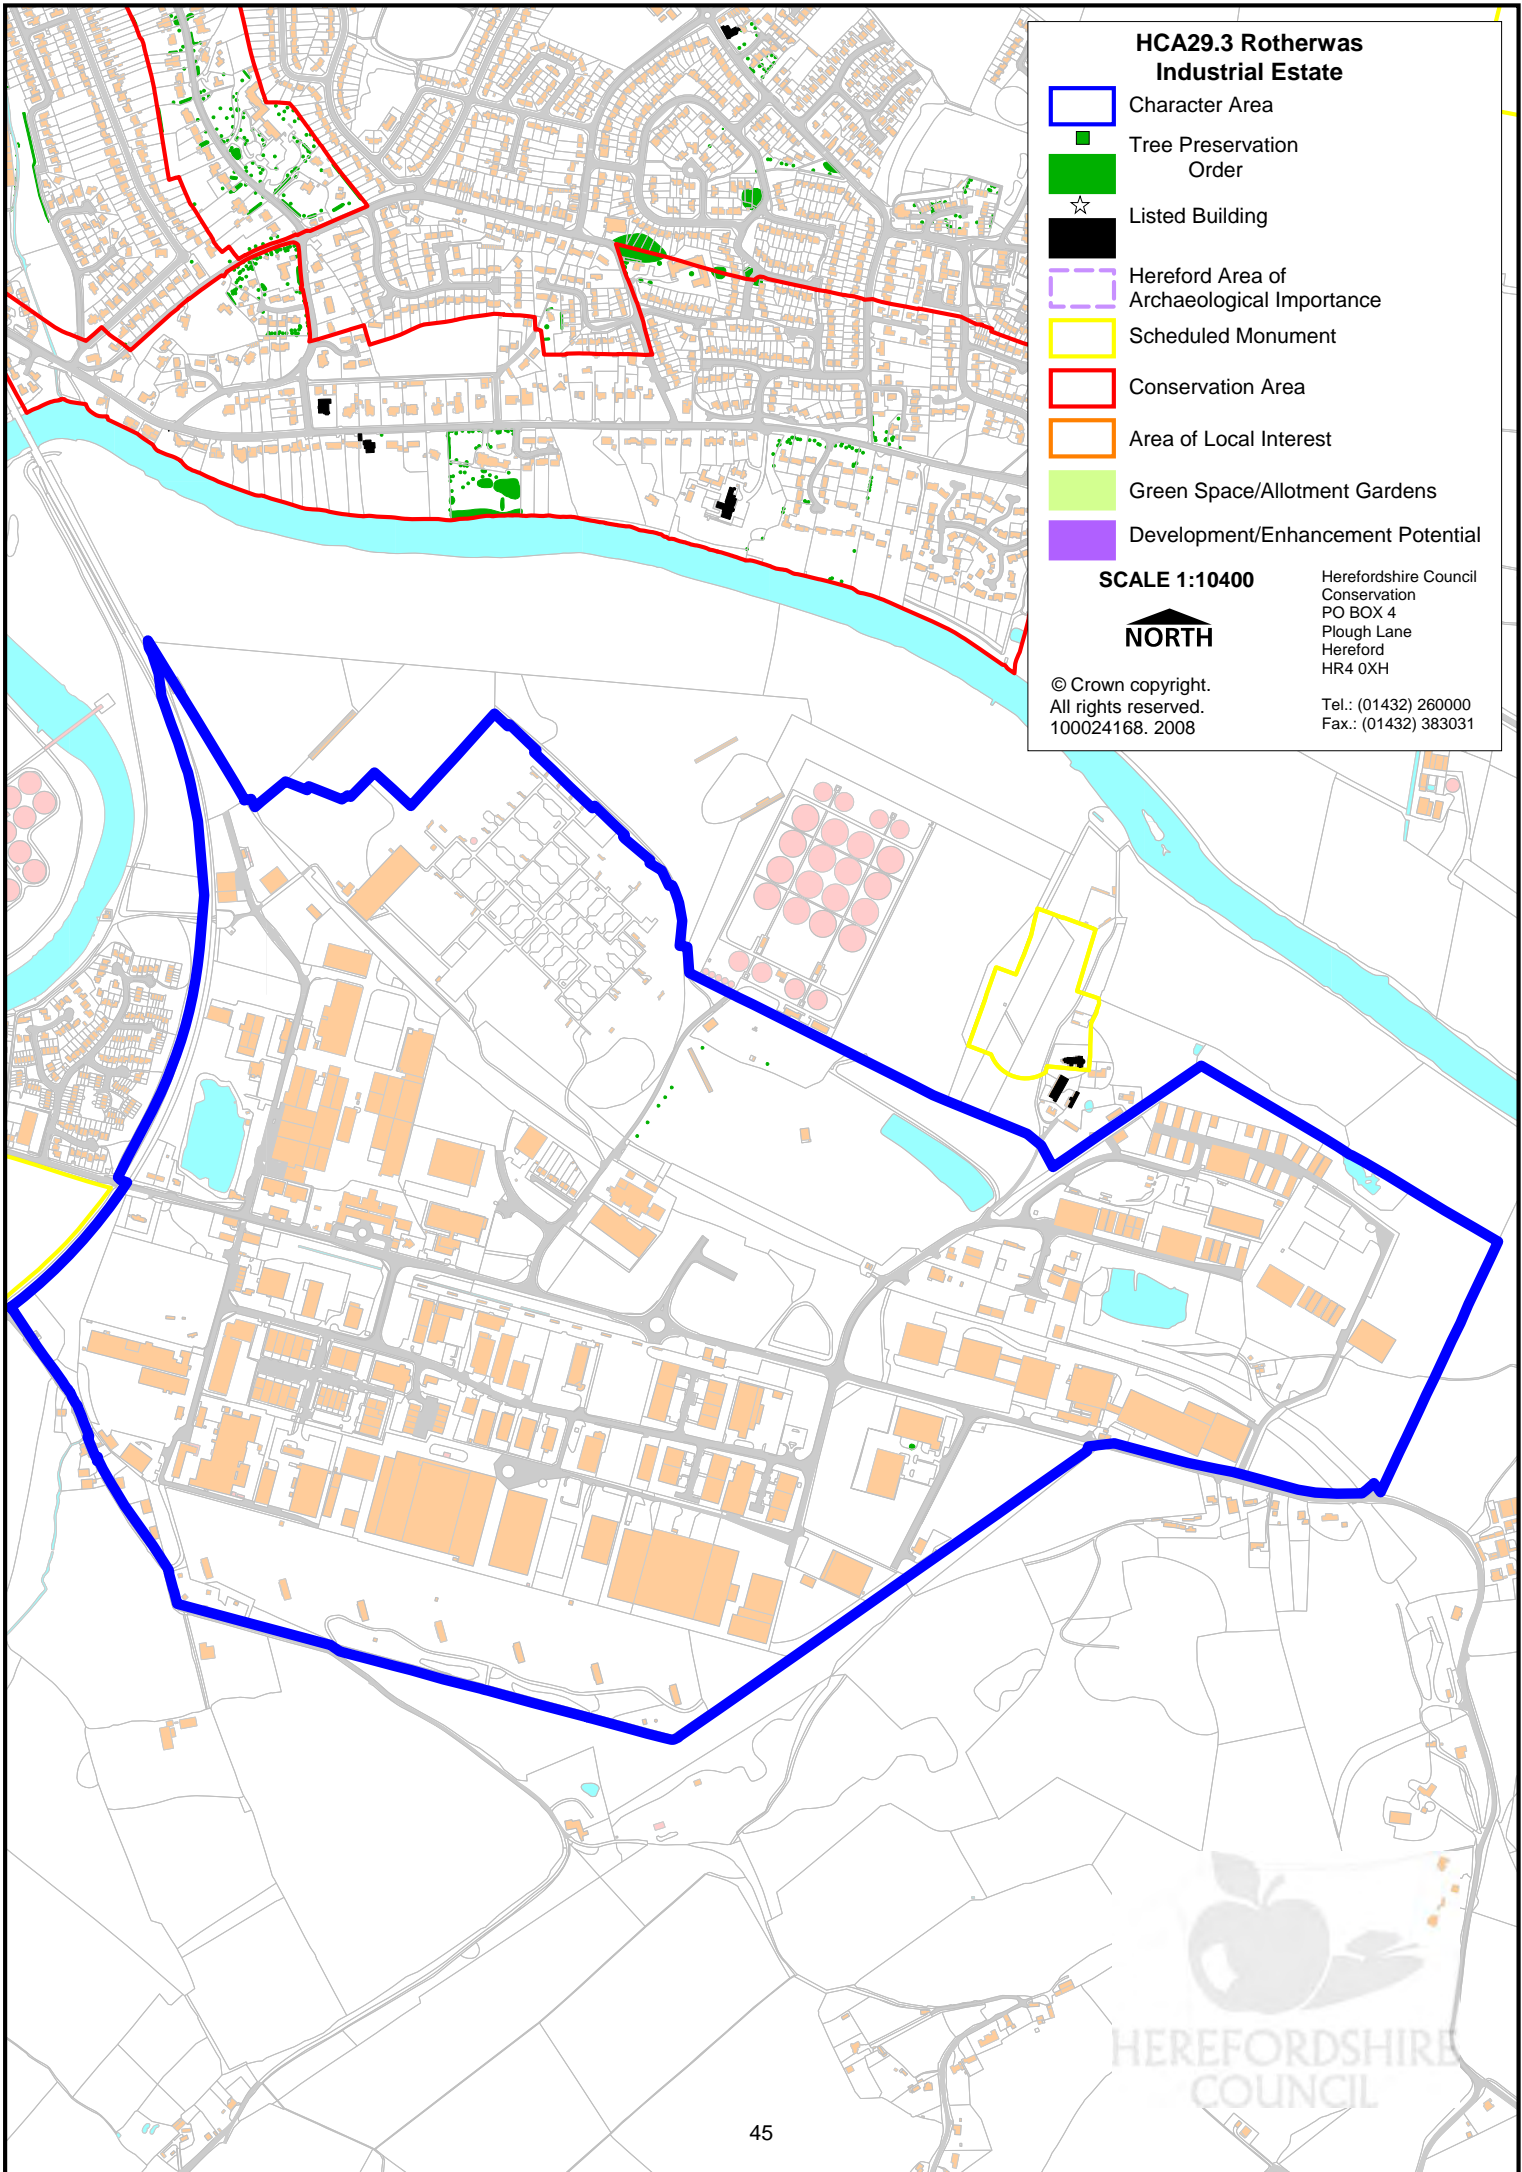 HCA29.3 Rotherwas
Industrial Estate
Character Area
Tree Preservation
Order
Listed Building
Hereford Area of
Archaeological Importance
Scheduled Monument
Conservation Area
Area of Local Interest
Green Space/Allotment Gardens
Development/Enhancement Potential
SCALE 1:10400
NORTH
© Crown copyright.
All rights reserved.
100024168. 2008
Herefordshire Council
Conservation
PO BOX 4
Plough Lane
Hereford
HR4 0XH
Tel.: (01432) 260000
Fax.: (01432) 383031
HEREFORDSHIRE
COUNCIL
45